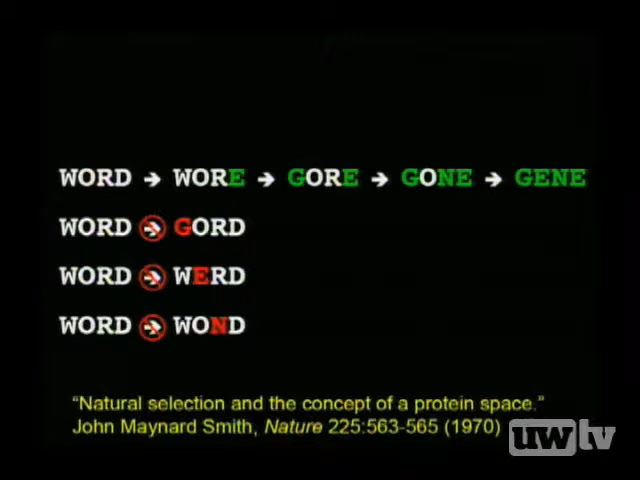 WORD → WORE → GORE → GONE → GENE
WORD GORD
WORD WERD
WORD WOND
“Natural selection and the concept of a protein space.”
John Maynard Smith, Nature 225:563-565 (1970)
uwtv